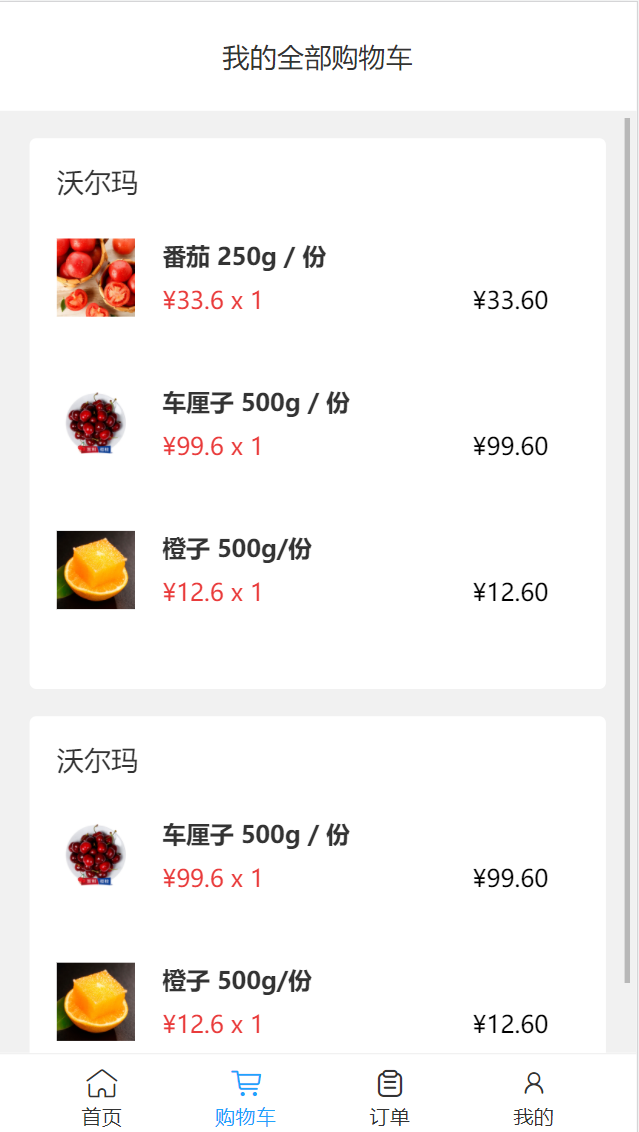 我的全部购物车
沃尔玛
番茄 250g / 份
¥33.6 x 1 ¥33.60
车厘子 500g / 份
¥99.6 x 1 ¥99.60
橙子 500g/份
¥12.6 x 1 ¥12.60
沃尔玛
车厘子 500g / 份
¥99.6 x 1 ¥99.60
橙子 500g/份
¥12.6 x 1 ¥12.60
首页 购物车 订单 我的